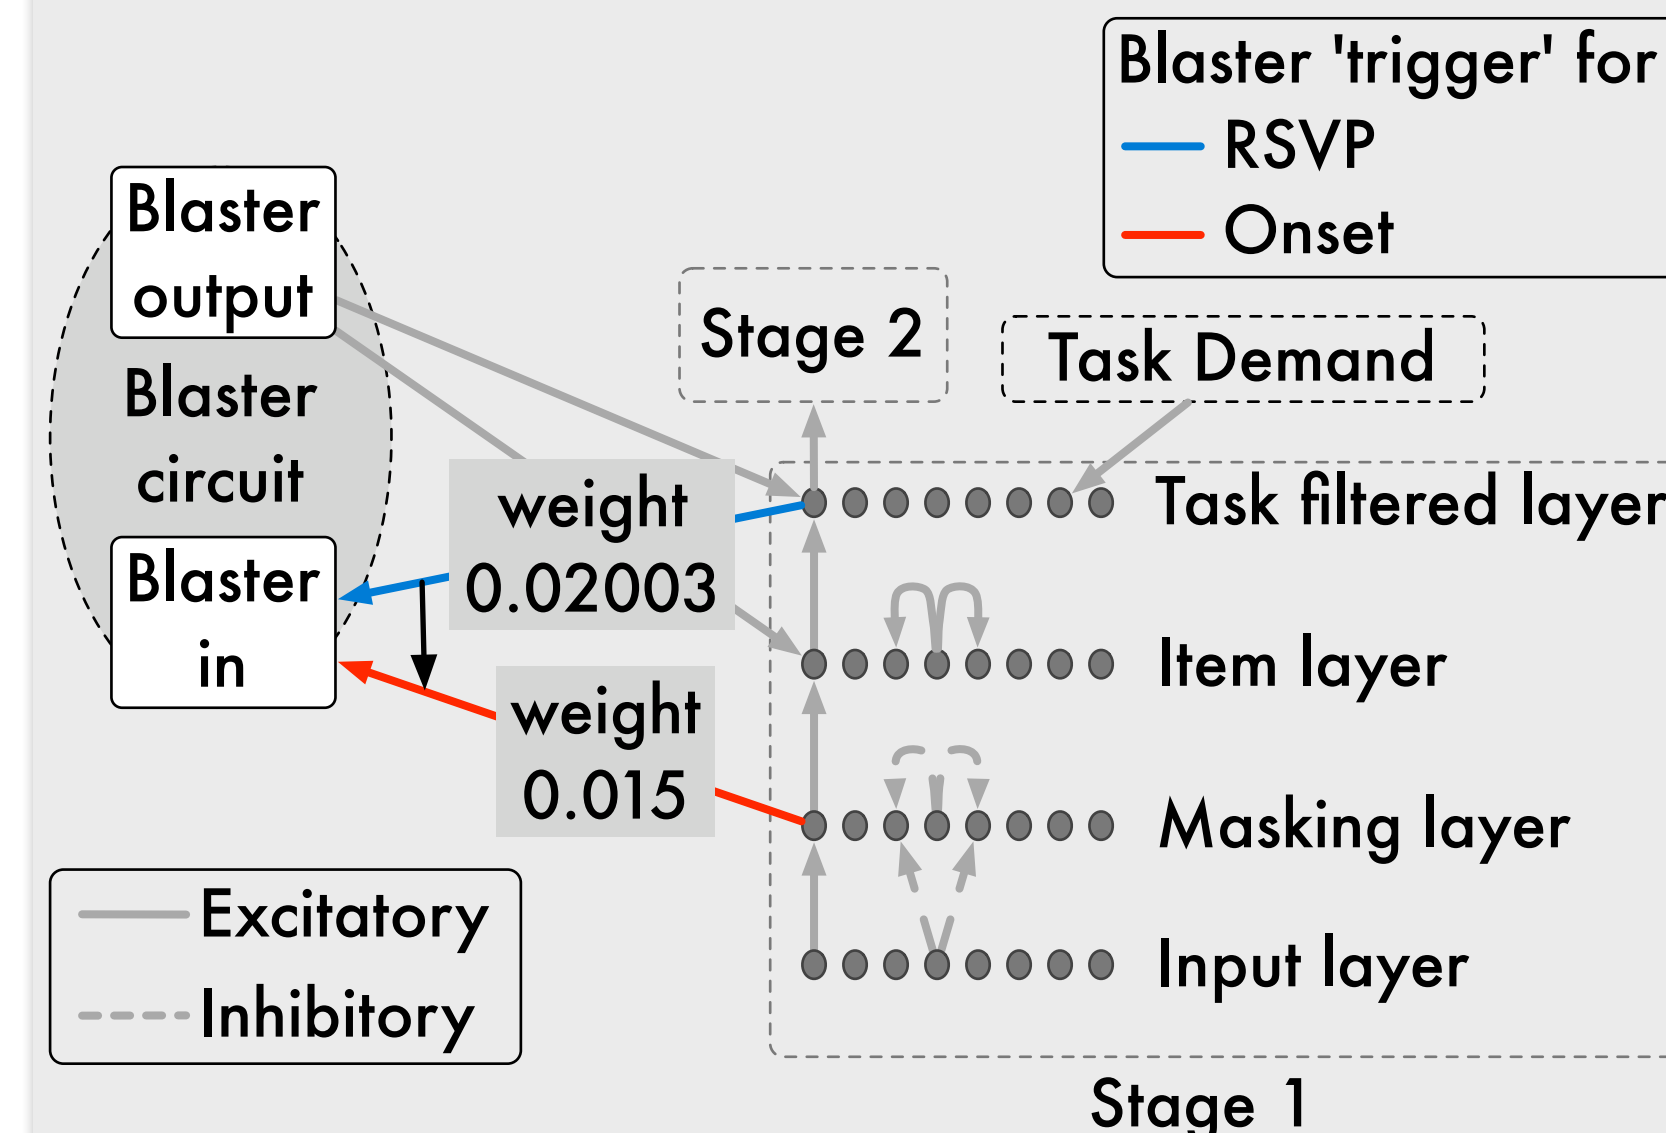 Blaster 'trigger' for
RSVP
Onset
Blaster
output
Blaster
circuit
Blaster
in
Stage 2
Task Demand
weight
0.02003
weight
0.015
Task filtered layer
Item layer
Masking layer
Input layer
Excitatory
Inhibitory
Stage 1